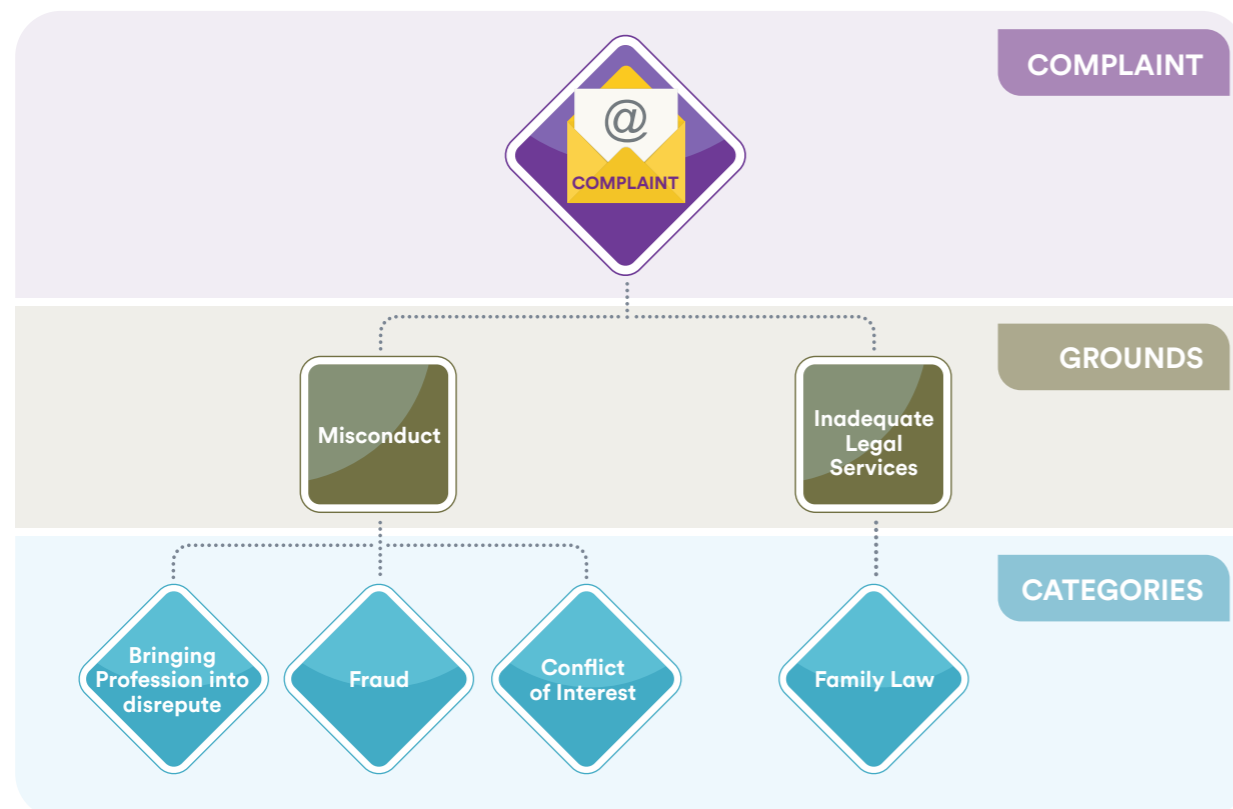 COMPLAINT
@
COMPLAINT
GROUNDS
Misconduct
Inadequate
Legal
Services
CATEGORIES
Bringing
Profession into
disrepute
Fraud
Conflict
of Interest
Family Law